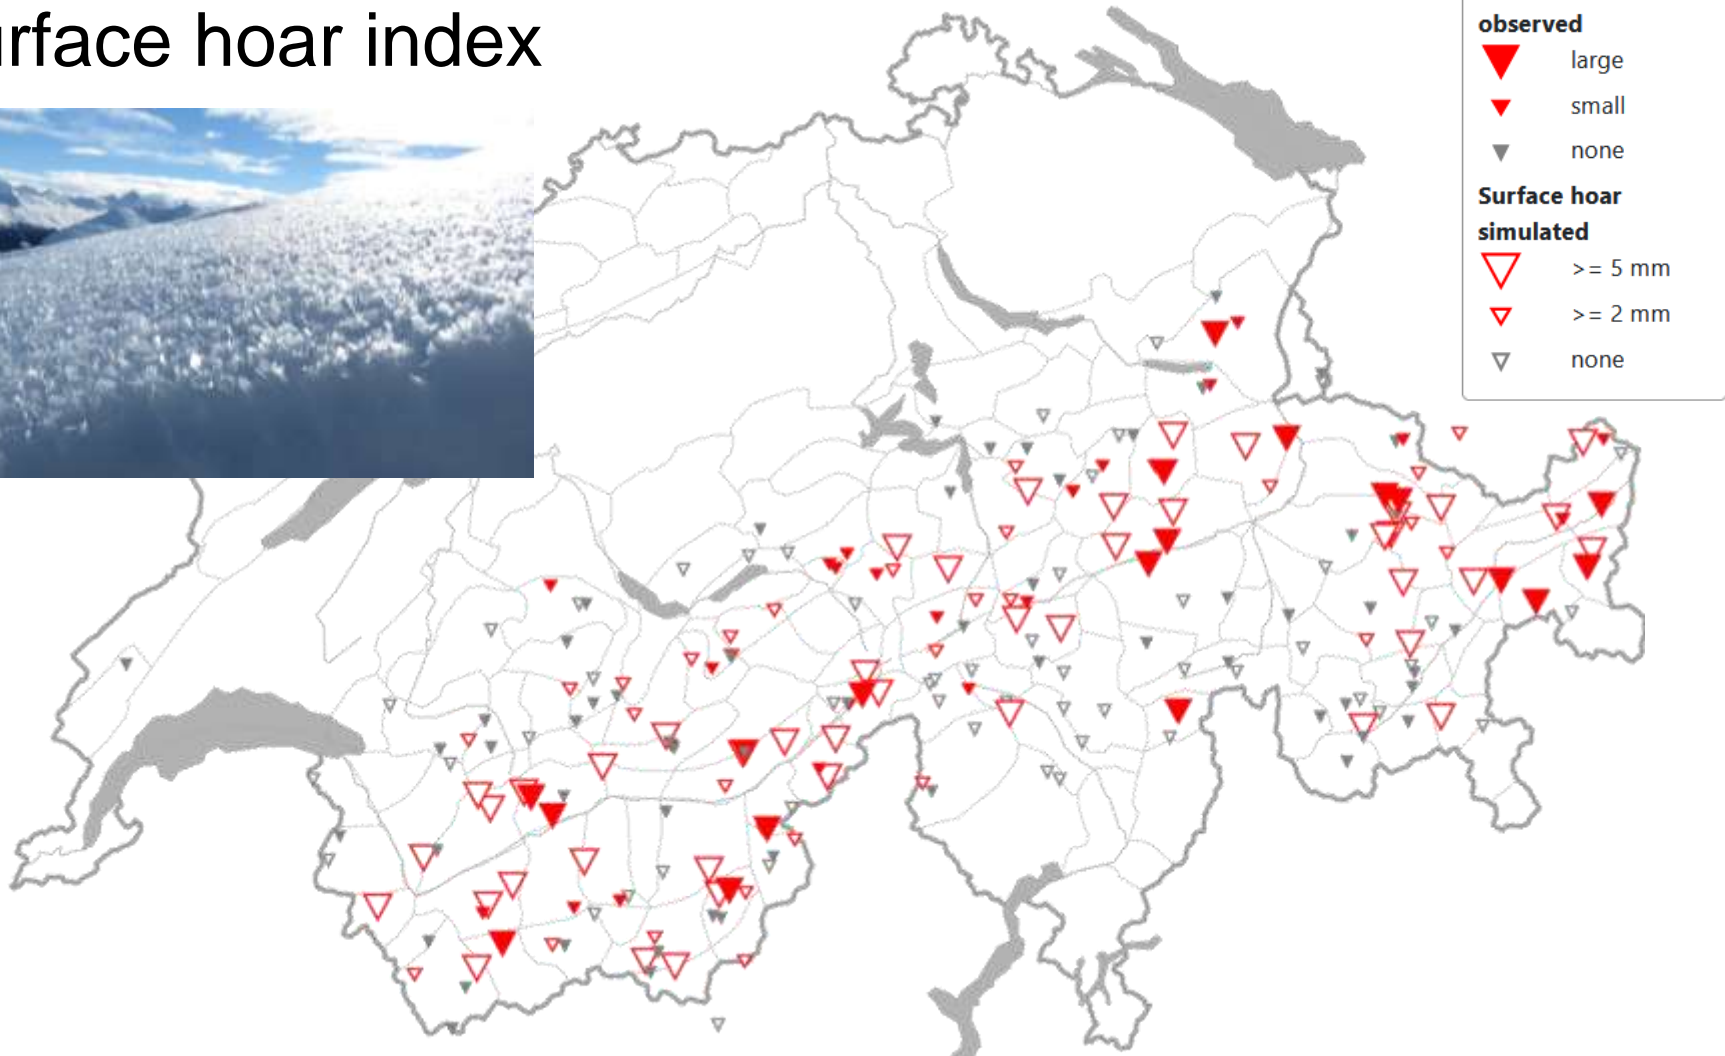 rface hoar index
observed
large
small
none
Surface hoar
simulated
>= 5 mm
>= 2 mm
none